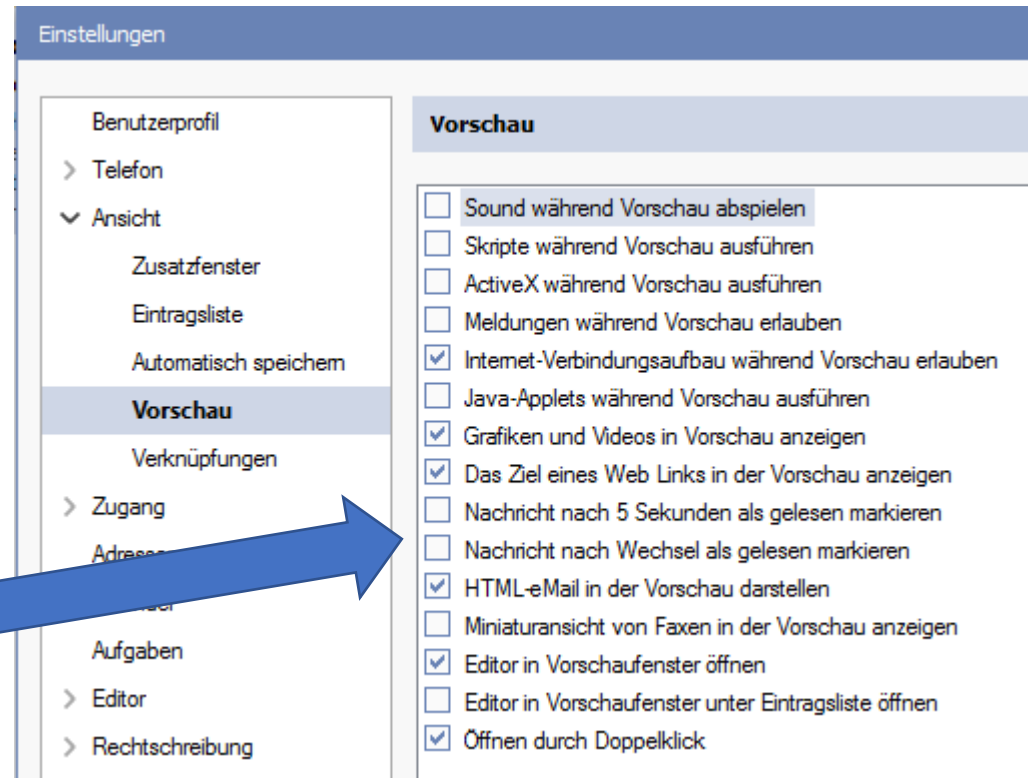 Einstellungen
Benutzerprofil
Telefon
Ansicht
Zusatzfenster
Eintragsliste
Automatisch speichern
Vorschau
Verknüpfungen
Zugang
Aufgaben
Editor
Rechtschreibung
Vorschau
Sound während Vorschau abspielen
Skripte während Vorschau ausführen
ActiveX während Vorschau ausführen
Meldungen während Vorschau erlauben
Internet-Verbindungsaufbau während Vorschau erlauben
Java-Applets während Vorschau ausführen
Grafiken und Videos in Vorschau anzeigen
Das Ziel eines Web Links in der Vorschau anzeigen
Nachricht nach 5 Sekunden als gelesen markieren
Nachricht nach Wechsel als gelesen markieren
HTML-eMail in der Vorschau darstellen
Miniaturansicht von Faxen in der Vorschau anzeigen
Editor in Vorschaufenster öffnen
Editor in Vorschaufenster unter Eintragsliste öffnen
Öffnen durch Doppelklick